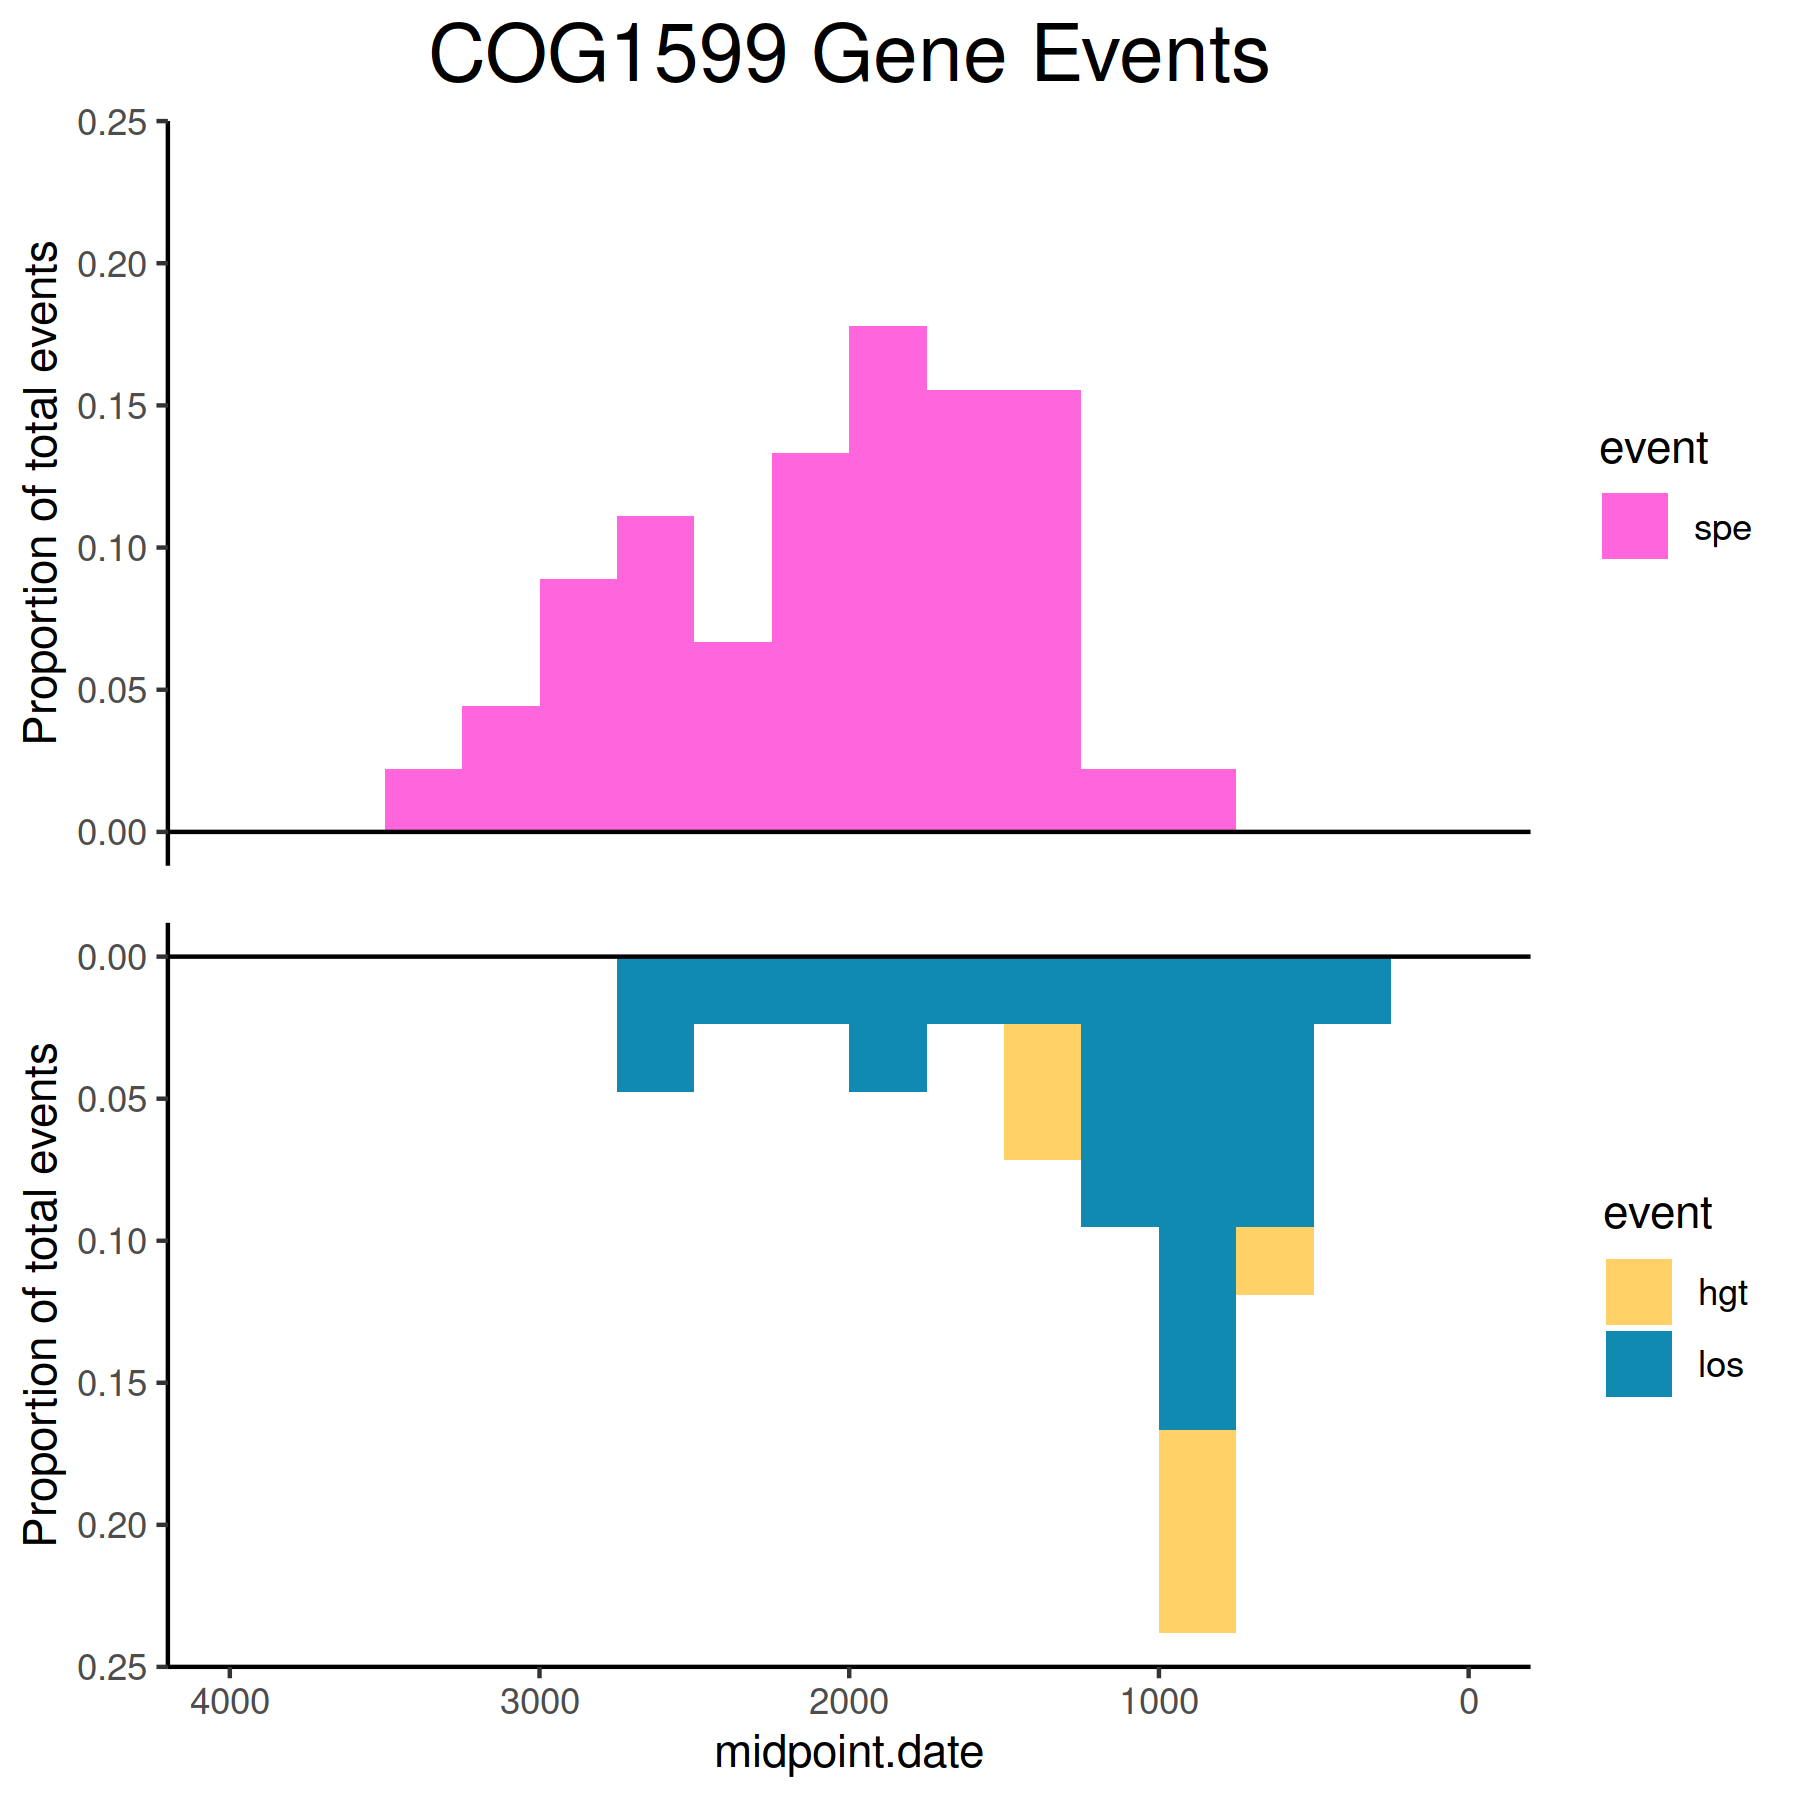 COG1599 Gene Events
0.25
0.20
0.15
0.10
0.05
0.00
Proportion of total events
event
spe
0.00
0.05
0.10
0.15
0.20
0.25
Proportion of total events
event
hgt
los
4000 3000 2000 1000 0
midpoint.date